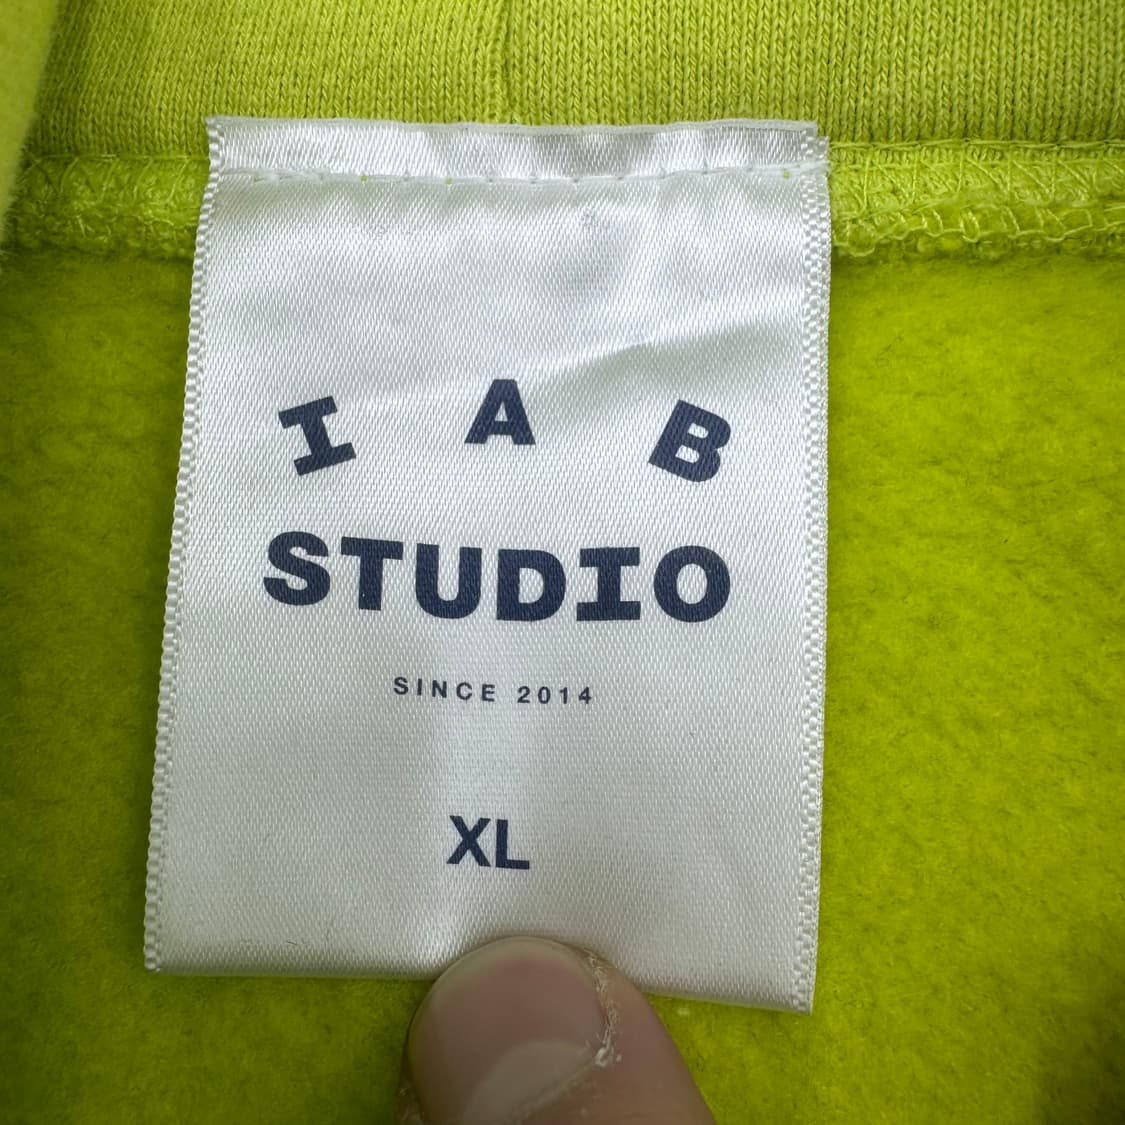 I A B
STUDIO
SINCE 2014
XL